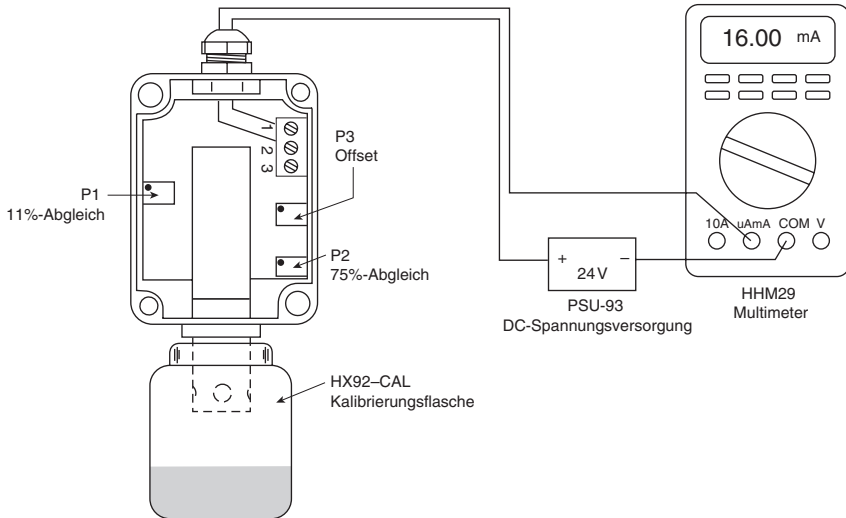 16.00 mA
1
2
3
P3
Offset
P1
11%-Abgleich
P2
75%-Abgleich
10A uAmA COM V
+ –
24V
PSU-93
DC-Spannungsversorgung
HHM29
Multimeter
HX92–CAL
Kalibrierungsflasche